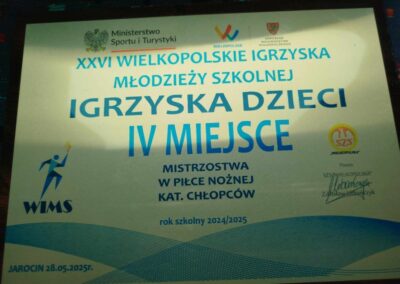 Ministerstwo
Sportu i Turystyki
XXVI WIELKOPOLSKIE IGRZYSKA
MŁODZIEŻY SZKOLNEJ
IGRZYSKA DZIECI
IV MIEJSCE
MISTRZOSTWA
W PIŁCE NOŻNEJ
KAT. CHŁOPCÓW
rok szkolny 2024/2025
WIMS
SZS
JAROCIN 28.05.2025r.